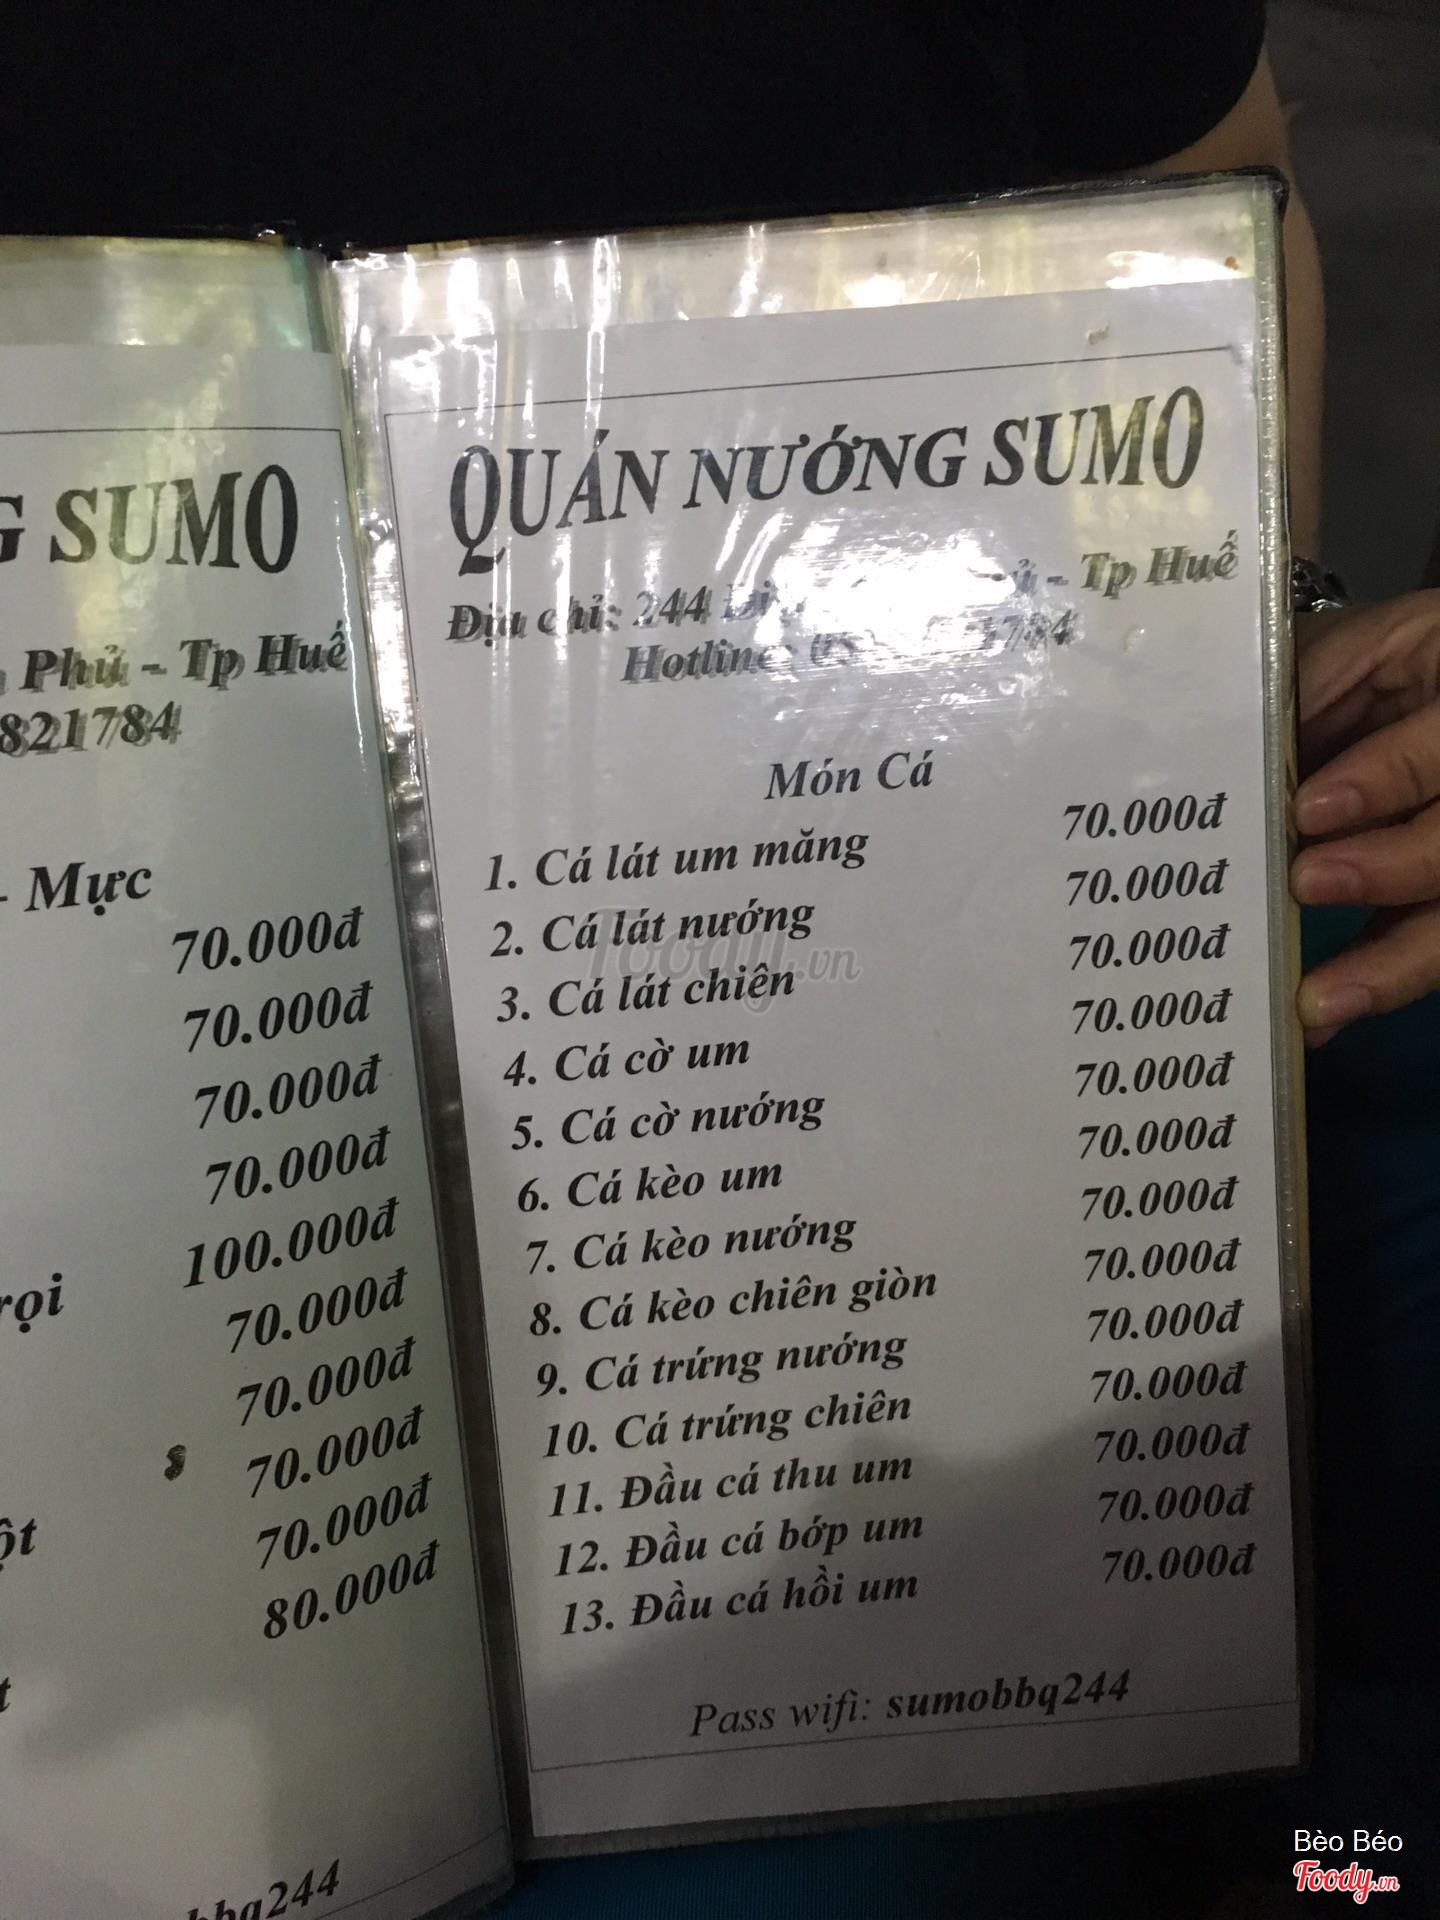 G SUMO
Phủ - Tp Huế
821784
- Mực
70.000đ
70.000đ
70.000đ
70.000đ
100.000đ
70.000đ
70.000đ
70.000đ
70.000đ
80.000đ
bbq244
QUÁN NƯỚNG SUMO
Địa chỉ: 244 - Tp Huế
Hotline:
Món Cá
1. Cá lát um măng 70.000đ
2. Cá lát nướng 70.000đ
3. Cá lát chiên 70.000đ
4. Cá cờ um 70.000đ
5. Cá cờ nướng 70.000đ
6. Cá kèo um 70.000đ
7. Cá kèo nướng 70.000đ
8. Cá kèo chiên giòn 70.000đ
9. Cá trứng nướng 70.000đ
10. Cá trứng chiên 70.000đ
11. Đầu cá thu um 70.000đ
12. Đầu cá bớp um 70.000đ
13. Đầu cá hồi um 70.000đ
Pass wifi: sumobbq244
Foody.vn
Bèo Béo
Foody.vn